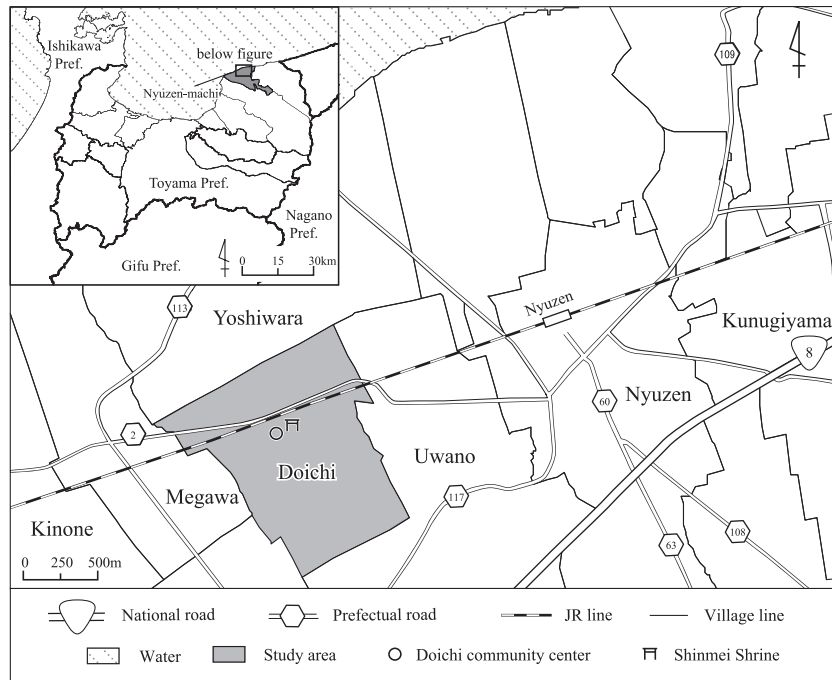 Ishikawa
Pref.
below figure
Nyuzen-machi
Toyama Pref.
Nagano
Pref.
Gifu Pref.
0 15 30km
109
113
Yoshiwara
Nyuzen
Kunugiyama
8
Nyuzen
60
2
Uwano
Doichi
Megawa
117
Kinone
108
63
0 250 500m
National road
Prefectual road
JR line
Village line
Water
Study area
Doichi community center
Shinmei Shrine